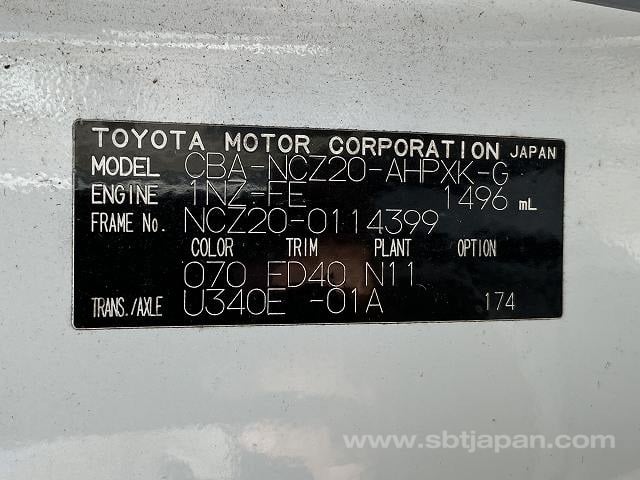 TOYOTA MOTOR CORPORATION JAPAN
MODEL CBA-NCZ20-AHPXK-G
ENGINE 1NZ-FE 1496 mL
FRAME No. NCZ20-0114399
COLOR TRIM PLANT OPTION
070 FD40 N11
TRANS./AXLE U340E -01A 174
www.sbtjapan.com